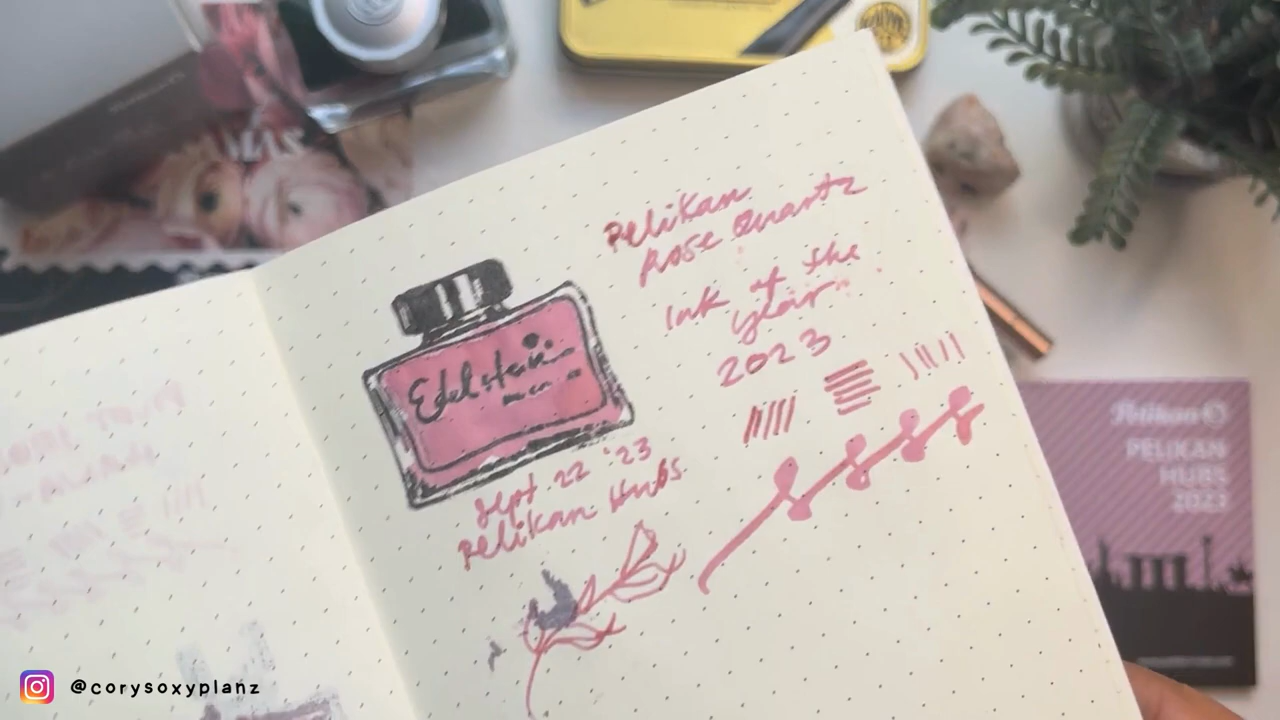 Pelikan
Rose Quartz
Ink of the
year
2023
Edelstein
Sept 22 '23
Pelikan Hubs
Pelikan
PELIKAN
HUBS
2023
@corysoxyplanz